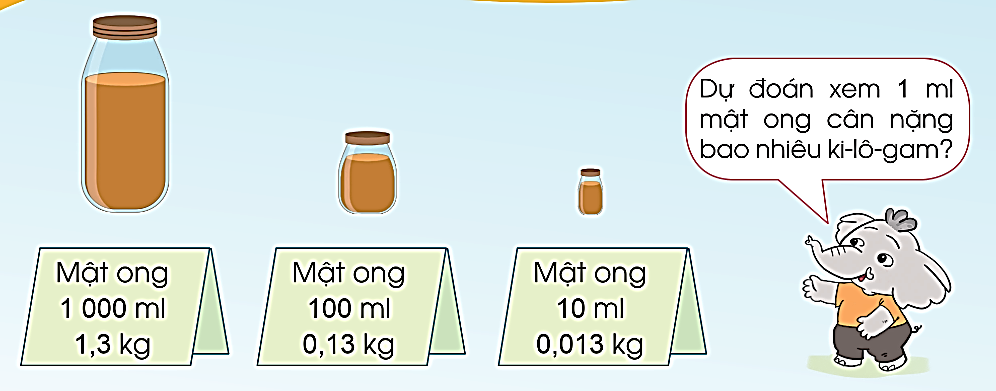 Dự đoán xem 1 ml
mật ong cân nặng
bao nhiêu ki-lô-gam?
Mật ong
1 000 ml
1,3 kg
Mật ong
100 ml
0,13 kg
Mật ong
10 ml
0,013 kg